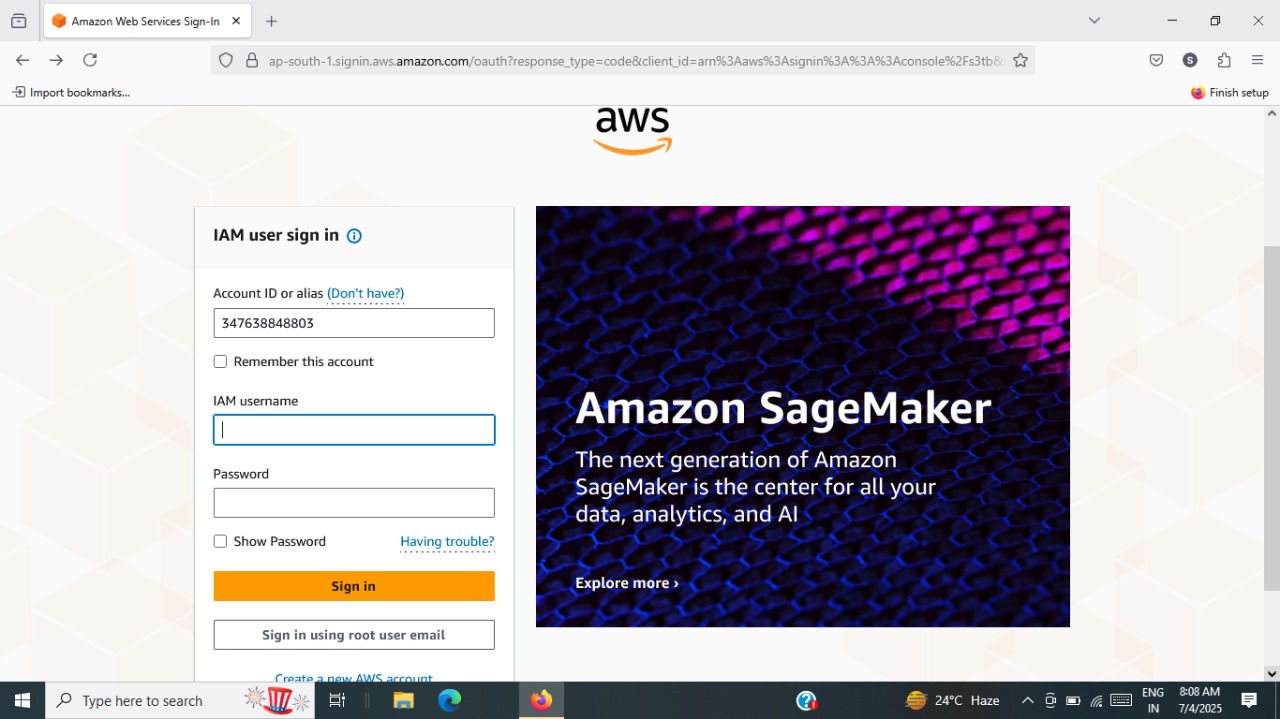 Amazon Web Services Sign-In
ap-south-1.signin.aws.amazon.com/oauth?response_type=code&client_id=arn%3Aaws%3Asignin%3A%3A%3Aconsole%2Fs3tb&
S
Import bookmarks...
Finish setup
aws
IAM user sign in
Account ID or alias (Don't have?)
347638848803
Remember this account
IAM username
Password
Show Password
Having trouble?
Sign in
Sign in using root user email
Create a new AWS account
Amazon SageMaker
The next generation of Amazon
SageMaker is the center for all your
data, analytics, and AI
Explore more ›
Type here to search
24°C Haze
ENG
IN
8:08 AM
7/4/2025